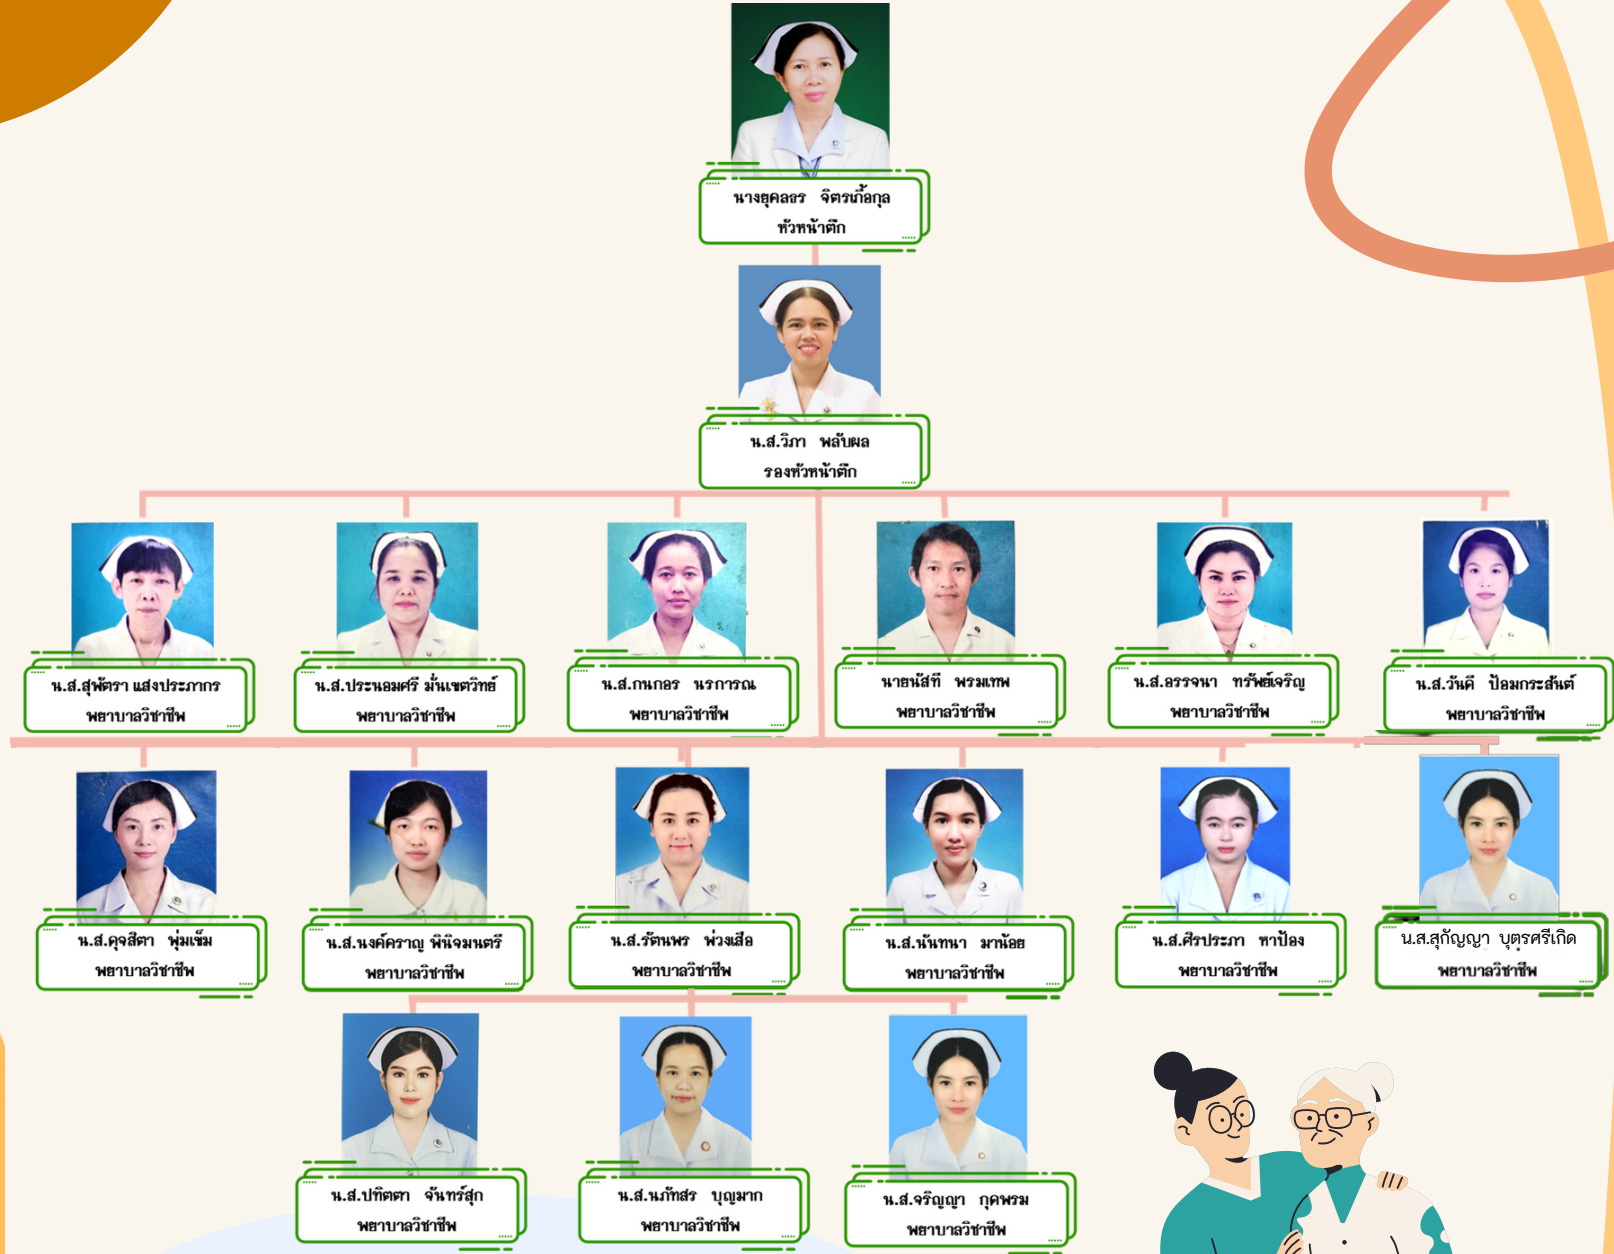 นางยุคลธร   จิตรเกื้อกุล
หัวหน้าตึก
น.ส.วิภา   พลับผล
รองหัวหน้าตึก
น.ส.สุพัตรา แสงประภากร
พยาบาลวิชาชีพ
น.ส.ประนอมศรี มั่นเขตวิทย์
พยาบาลวิชาชีพ
น.ส.กนกอร   นรการณ
พยาบาลวิชาชีพ
นายนัสที   พรมเทพ
พยาบาลวิชาชีพ
น.ส.อรรจนา   ทรัพย์เจริญ
พยาบาลวิชาชีพ
น.ส.วันดี   ป้อมกระสันต์
พยาบาลวิชาชีพ
น.ส.ดุจสิตา   พุ่มเข็ม
พยาบาลวิชาชีพ
น.ส.นงค์คราญ พินิจมนตรี
พยาบาลวิชาชีพ
น.ส.รัตนพร   พ่วงเสือ
พยาบาลวิชาชีพ
น.ส.นันทนา   มาน้อย
พยาบาลวิชาชีพ
น.ส.ศิรประภา   หาป้อง
พยาบาลวิชาชีพ
น.ส.สุกัญญา  บุตรศรีเกิด
พยาบาลวิชาชีพ
น.ส.ปทิตตา   จันทร์สุก
พยาบาลวิชาชีพ
น.ส.นภัทสร   บุญมาก
พยาบาลวิชาชีพ
น.ส.จริญญา   กุดพรม
พยาบาลวิชาชีพ